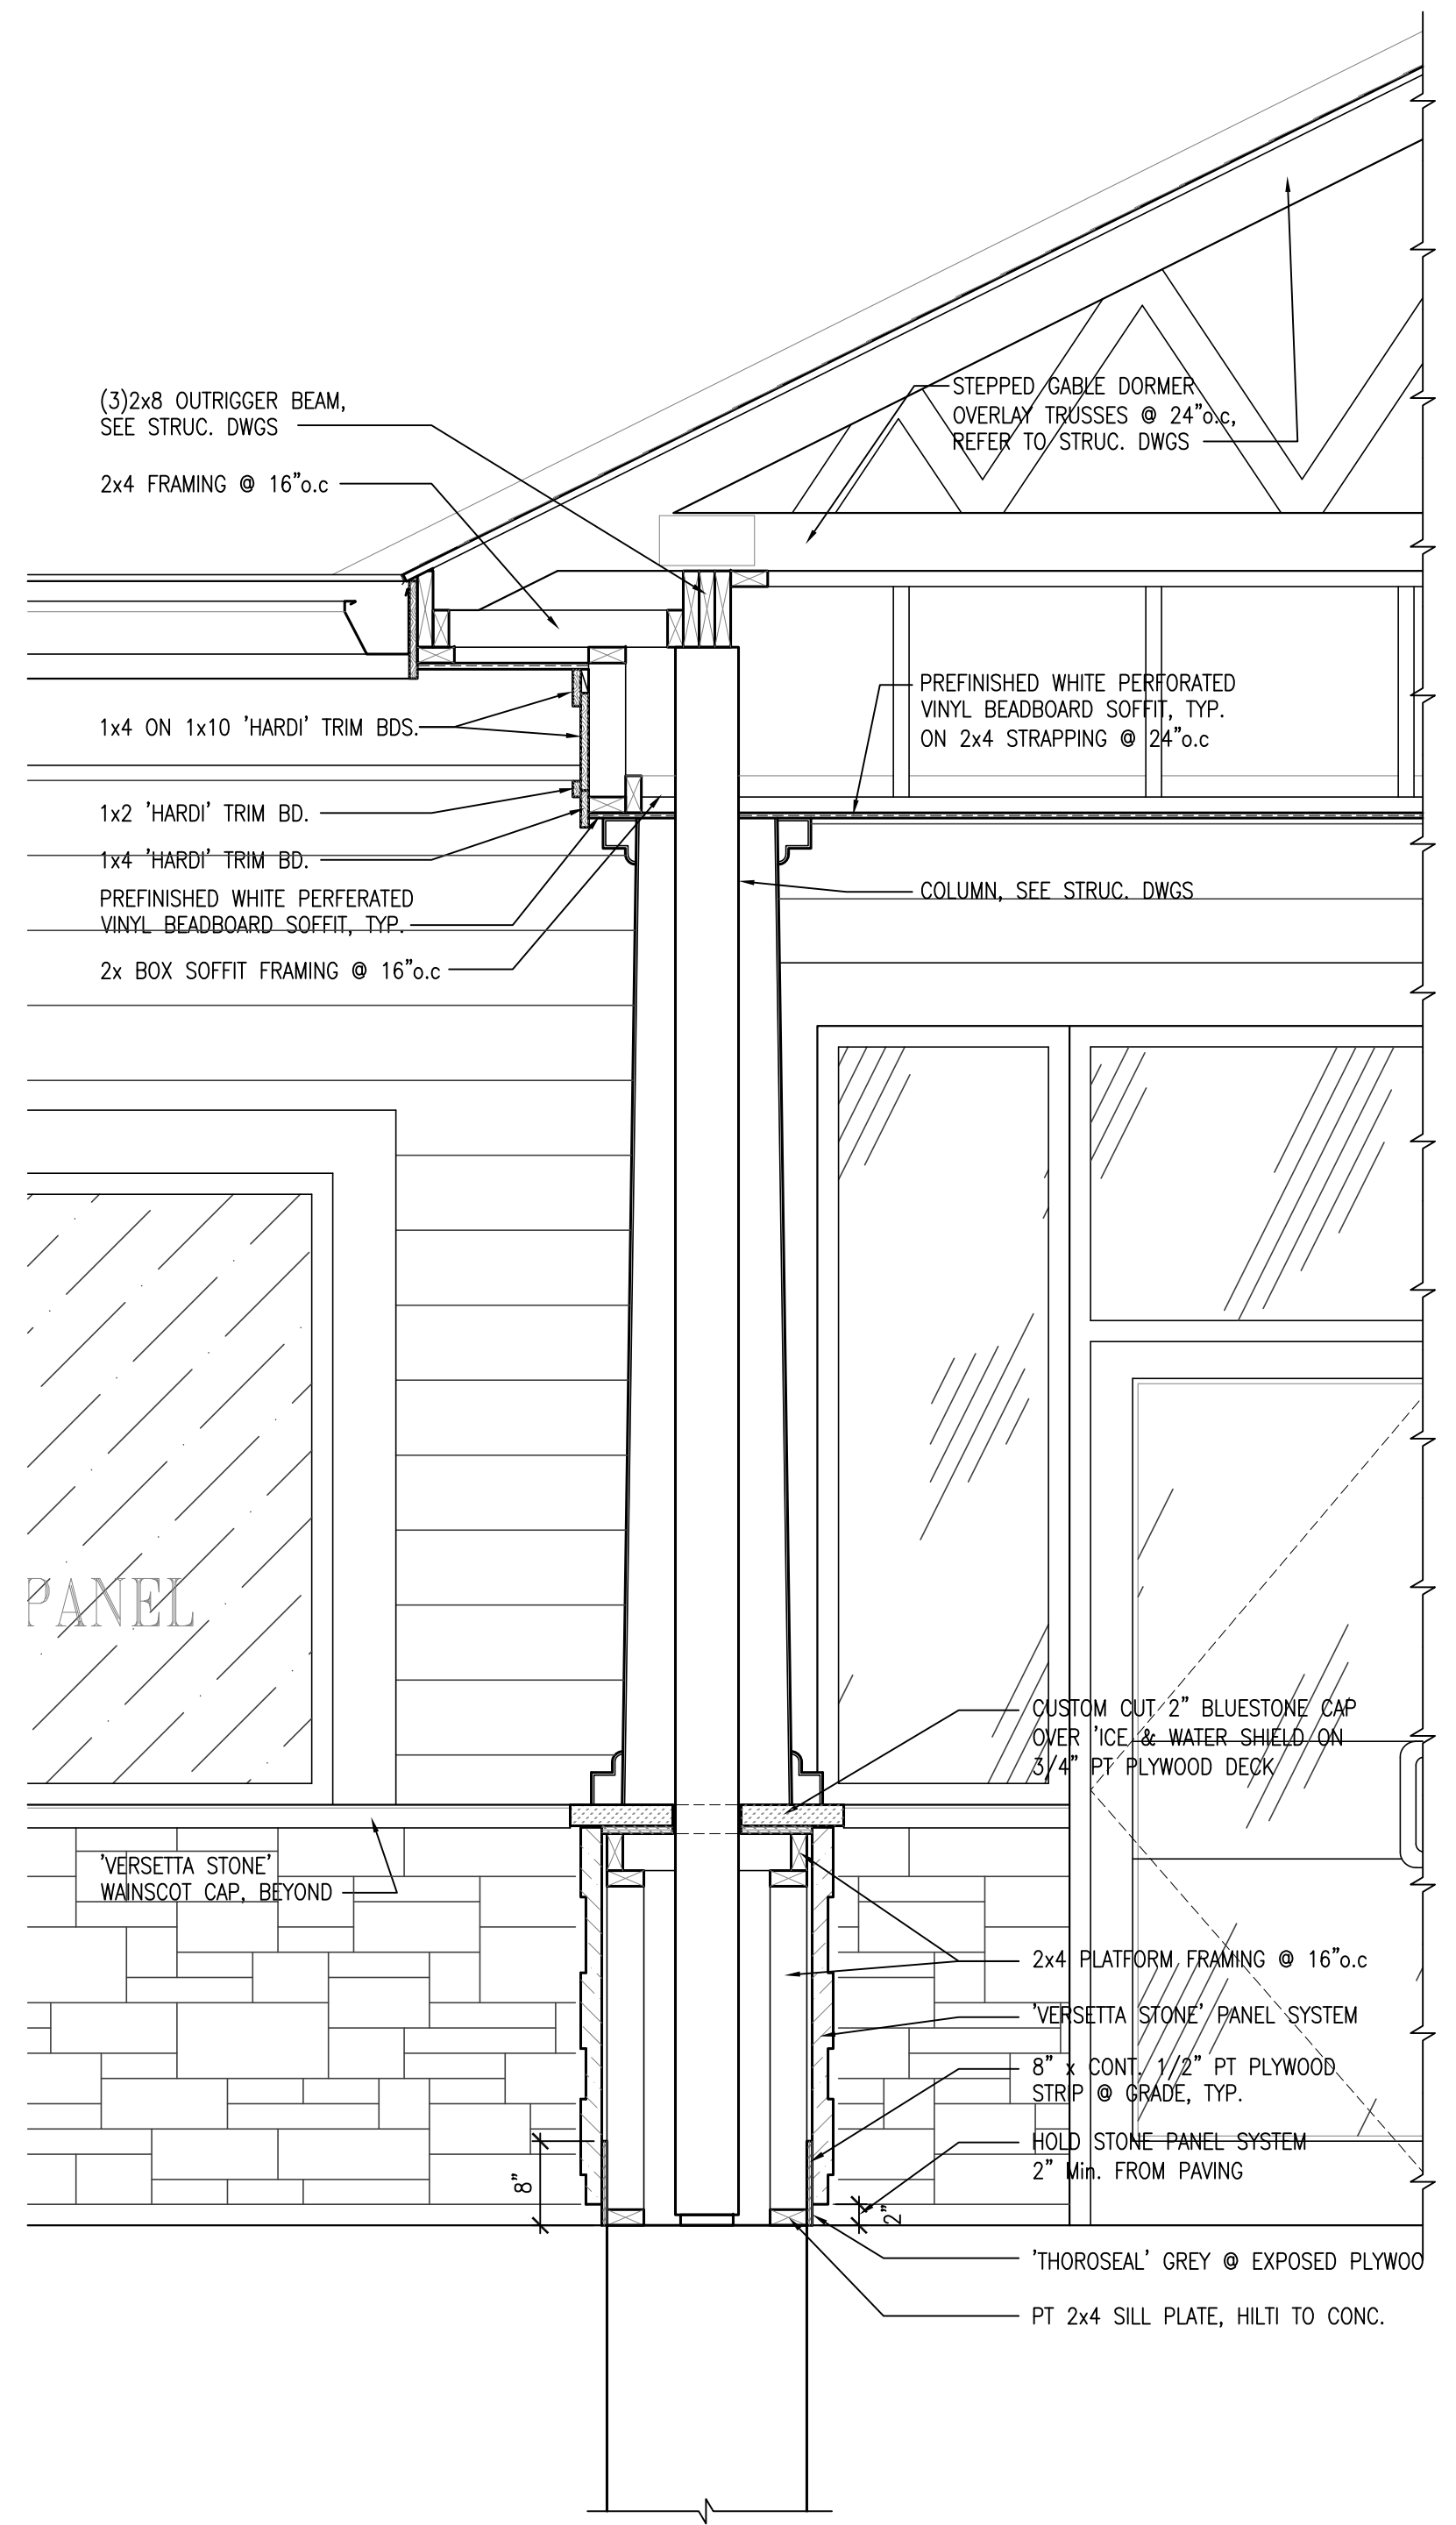 (3)2x8 OUTRIGGER BEAM,
SEE STRUC. DWGS
2x4 FRAMING @ 16"o.c
STEPPED GABLE DORMER
OVERLAY TRUSSES @ 24"o.c,
REFER TO STRUC. DWGS
1x4 ON 1x10 'HARDI' TRIM BDS.
PREFINISHED WHITE PERFORATED
VINYL BEADBOARD SOFFIT, TYP.
ON 2x4 STRAPPING @ 24"o.c
1x2 'HARDI' TRIM BD.
1x4 'HARDI' TRIM BD.
PREFINISHED WHITE PERFERATED
VINYL BEADBOARD SOFFIT, TYP.
2x BOX SOFFIT FRAMING @ 16"o.c
COLUMN, SEE STRUC. DWGS
PANEL
CUSTOM CUT 2" BLUESTONE CAP
OVER 'ICE & WATER SHIELD ON
3/4" PT PLYWOOD DECK
'VERSETTA STONE'
WAINSCOT CAP, BEYOND
2x4 PLATFORM FRAMING @ 16"o.c
'VERSETTA STONE' PANEL SYSTEM
8" x CONT. 1/2" PT PLYWOOD
STRIP @ GRADE, TYP.
HOLD STONE PANEL SYSTEM
2" Min. FROM PAVING
8"
2"
'THOROSEAL' GREY @ EXPOSED PLYWOO
PT 2x4 SILL PLATE, HILTI TO CONC.